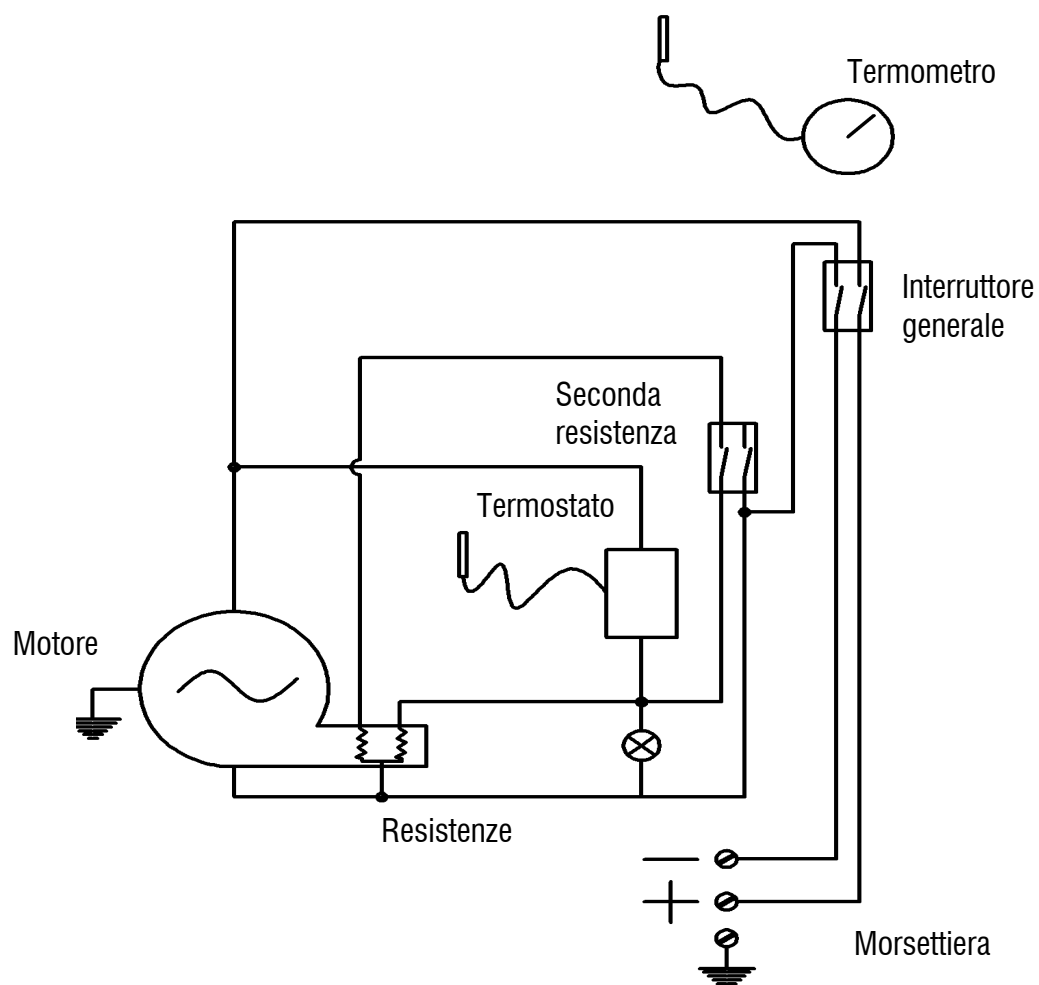 Termometro
Interruttore
generale
Seconda
resistenza
Termostato
Motore
Resistenze
Morsettiera